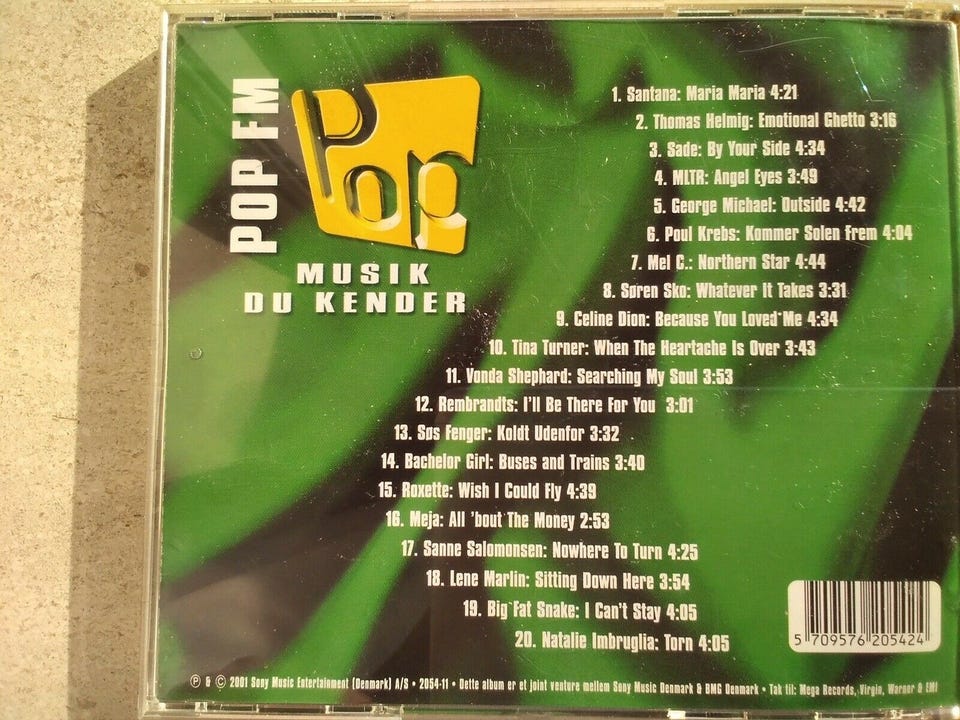 POP FM
Pop
MUSIK
DU KENDER
1. Santana: Maria Maria 4:21
2. Thomas Helmig: Emotional Ghetto 3:16
3. Sade: By Your Side 4:34
4. MLTR: Angel Eyes 3:49
5. George Michael: Outside 4:42
6. Poul Krebs: Kommer Solen Frem 4:04
7. Mel C.: Northern Star 4:44
8. Søren Sko: Whatever It Takes 3:31
9. Celine Dion: Because You Loved Me 4:34
10. Tina Turner: When The Heartache Is Over 3:43
11. Vonda Shephard: Searching My Soul 3:53
12. Rembrandts: I'll Be There For You 3:01
13. Søs Fenger: Koldt Udenfor 3:32
14. Bachelor Girl: Buses and Trains 3:40
15. Roxette: Wish I Could Fly 4:39
16. Meja: All 'bout The Money 2:53
17. Sanne Salomonsen: Nowhere To Turn 4:25
18. Lene Marlin: Sitting Down Here 3:54
19. Big Fat Snake: I Can't Stay 4:05
20. Natalie Imbruglia: Torn 4:05
5 709576 205424
℗ & © 2001 Sony Music Entertainment (Denmark) A/S • 2054-11 • Dette album er et joint venture mellem Sony Music Denmark & BMG Denmark • Tak til: Mega Records, Virgin, Warner & EMI